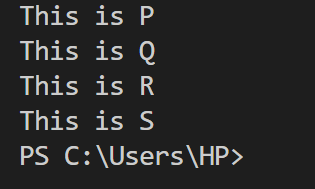 This is P
This is Q
This is R
This is S
PS C:\Users\HP>